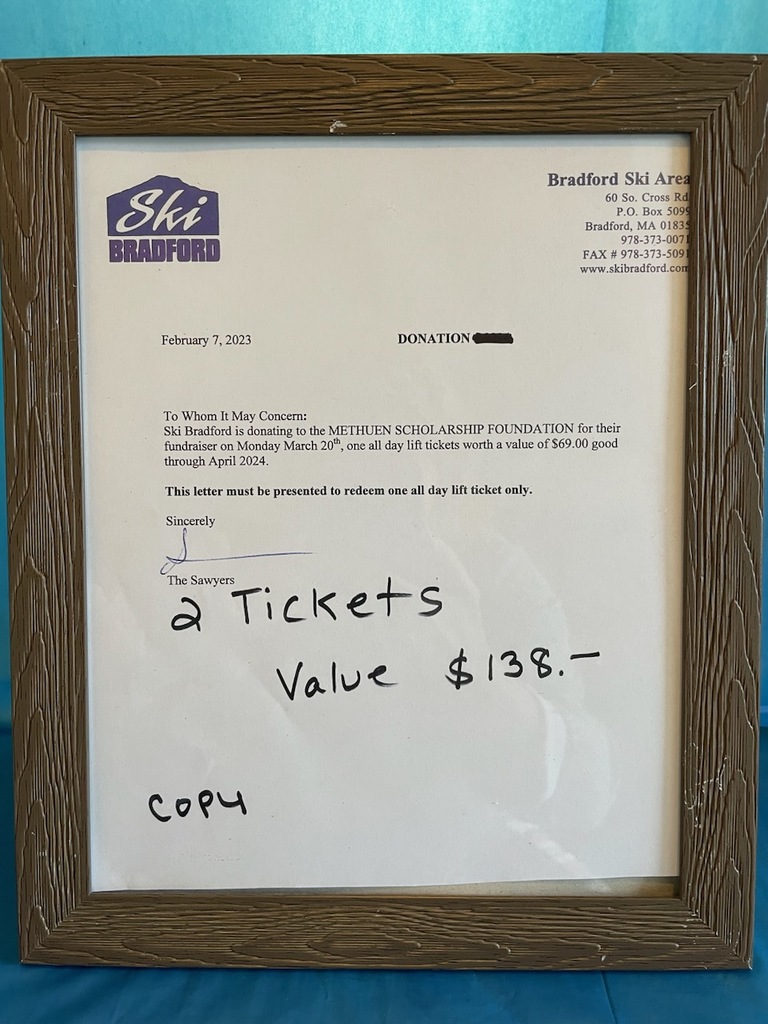 Ski
BRADFORD
Bradford Ski Area
60 So. Cross Rd
P.O. Box 5099
Bradford, MA 01835
978-373-0071
FAX # 978-373-5091
www.skibradford.com
February 7, 2023
DONATION
To Whom It May Concern:
Ski Bradford is donating to the METHUEN SCHOLARSHIP FOUNDATION for their
fundraiser on Monday March 20th, one all day lift tickets worth a value of $69.00 good
through April 2024.
This letter must be presented to redeem one all day lift ticket only.
Sincerely
The Sawyers
2 Tickets
Value $138.-
COPY